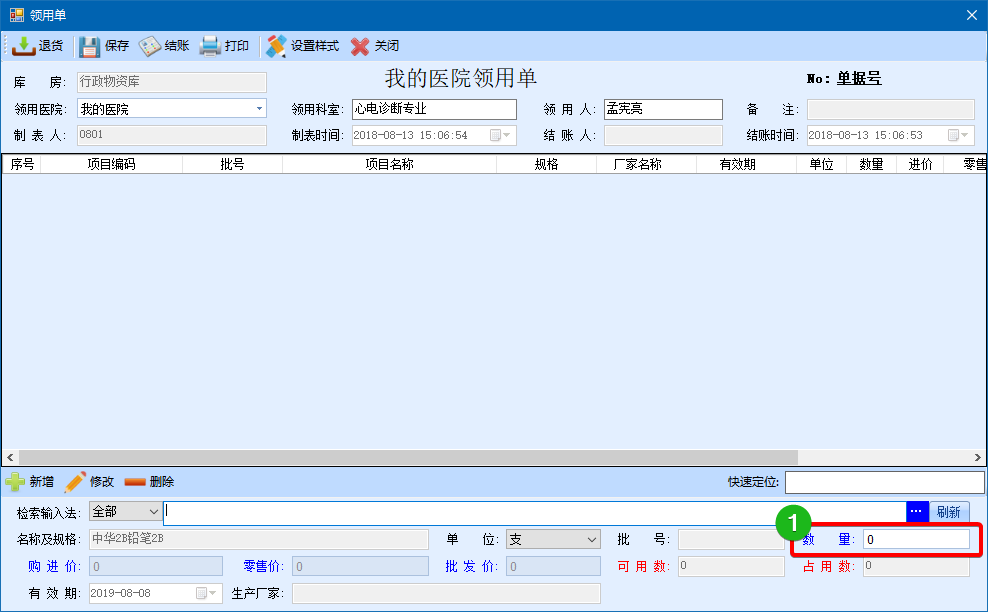 领用单
退货 保存 结账 打印 设置样式 关闭
我的医院领用单 No: 单据号
库 房: 行政物资库
领用医院: 我的医院 领用科室: 心电诊断专业 领 用 人: 孟宪亮 备 注:
制 表 人: 0801 制表时间: 2018-08-13 15:06:54 结 账 人: 结账时间: 2018-08-13 15:06:53
序号 项目编码 批号 项目名称 规格 厂家名称 有效期 单位 数量 进价 零售
新增 修改 删除 快速定位:
检索输入法: 全部 ... 刷新
名称及规格: 中华2B铅笔2B 单 位: 支 批 号: 1 数 量: 0
购 进 价: 0 零售价: 0 批 发 价: 0 可 用 数: 0 占 用 数: 0
有 效 期: 2019-08-08 生产厂家: